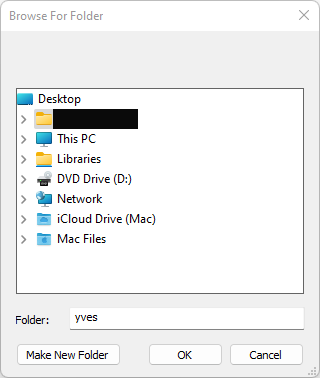 Browse For Folder
Desktop
This PC
Libraries
DVD Drive (D:)
Network
iCloud Drive (Mac)
Mac Files
Folder: yves
Make New Folder OK Cancel